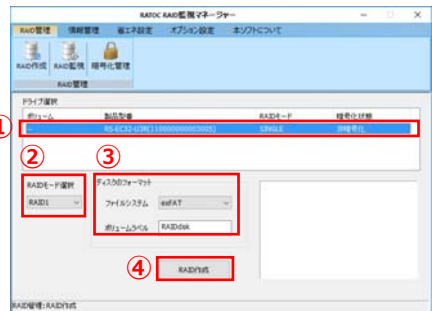 RATOC RAID監視マネージャー
RAID管理 情報管理 省エネ設定 オプション設定 本ソフトについて
RAID作成 RAID監視 暗号化管理
RAID管理
ドライブ選択
ボリューム 製品型番 RAIDモード 暗号化状態
① -- SINGLE 非暗号化
② ③
RAIDモード選択 ディスクのフォーマット
RAID1 ファイルシステム exFAT
ボリュームラベル RAIDdisk
④ RAID作成
RAID管理:RAID作成